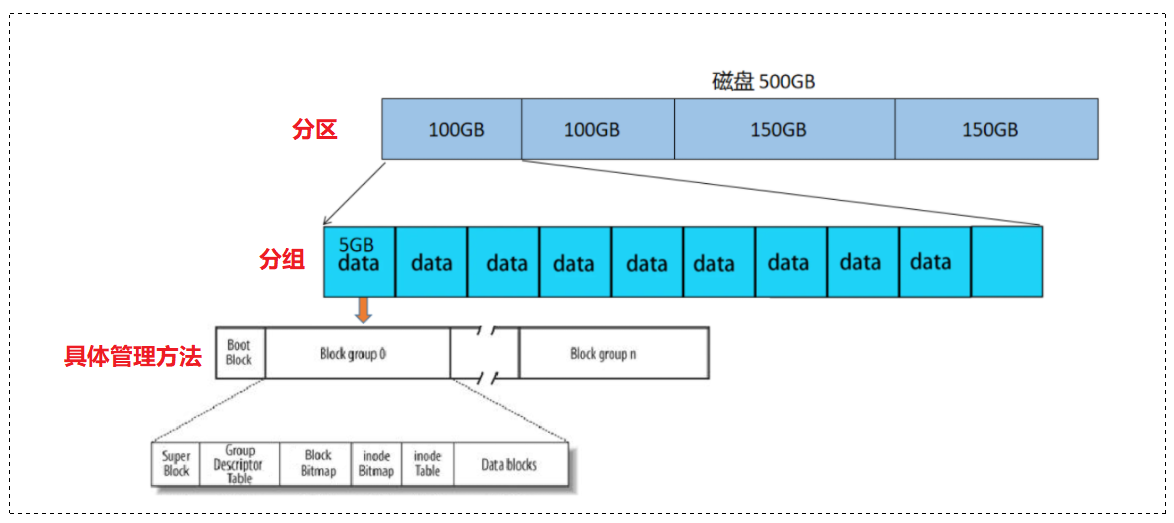 磁盘 500GB
分区
100GB
100GB
150GB
150GB
分组
5GB
data
data
data
data
data
data
data
data
data
具体管理方法
Boot
Block
Block group 0
Block group n
Super
Block
Group
Descriptor
Table
Block
Bitmap
inode
Bitmap
inode
Table
Data blocks